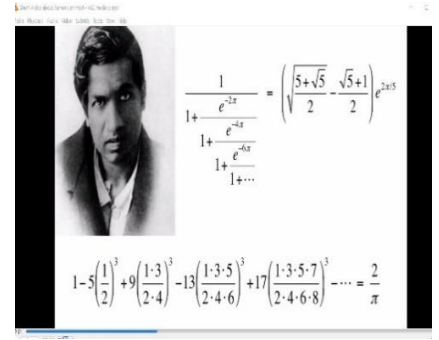 1/(1+e^{-2π}/(1+e^{-4π}/(1+e^{-6π}/(1+⋯)))) = (√((5+√5)/2) - (√5+1)/2) e^{2π/5}
1-5(1/2)³+9(1·3/2·4)³-13(1·3·5/2·4·6)³+17(1·3·5·7/2·4·6·8)³-⋯ = 2/π